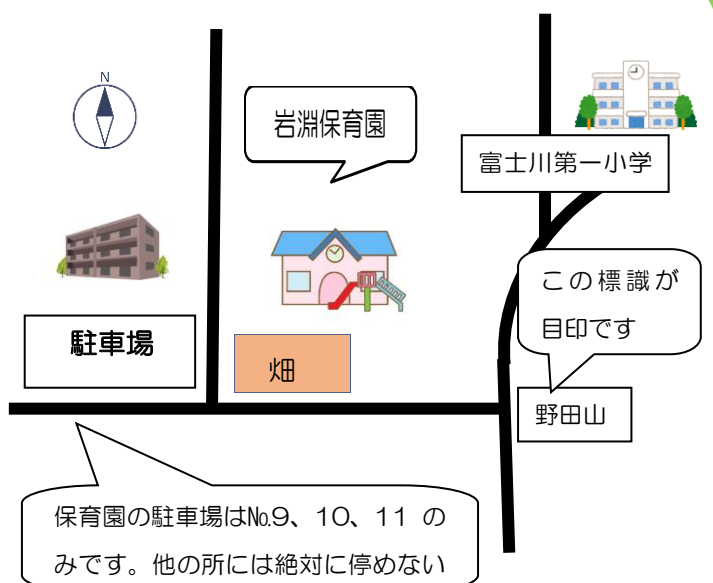 N
岩淵保育園
富士川第一小学
この標識が
目印です
駐車場
畑
野田山
保育園の駐車場は№9、10、11 の
みです。他の所には絶対に停めない